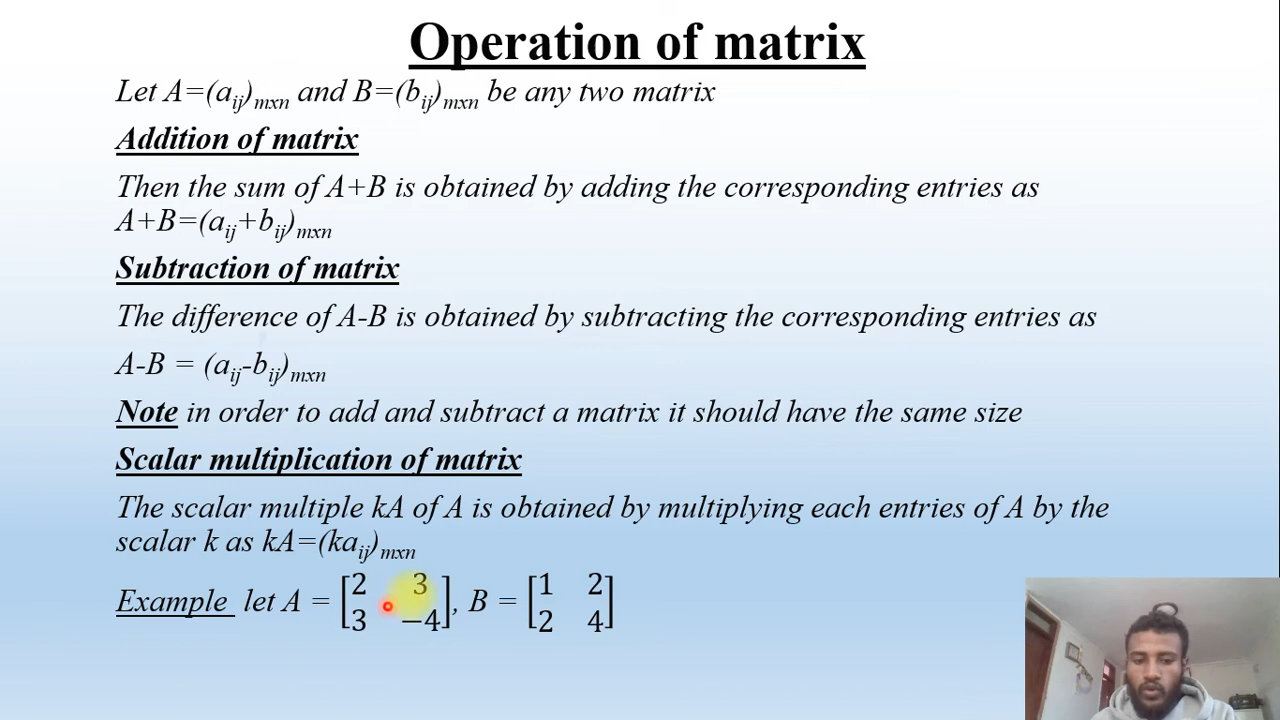 Operation of matrix
Let A=(aij)mxn and B=(bij)mxn be any two matrix
Addition of matrix
Then the sum of A+B is obtained by adding the corresponding entries as
A+B=(aij+bij)mxn
Subtraction of matrix
The difference of A-B is obtained by subtracting the corresponding entries as
A-B = (aij-bij)mxn
Note in order to add and subtract a matrix it should have the same size
Scalar multiplication of matrix
The scalar multiple kA of A is obtained by multiplying each entries of A by the
scalar k as kA=(kaij)mxn
Example let A = [2 3 3 −4], B = [1 2 2 4]